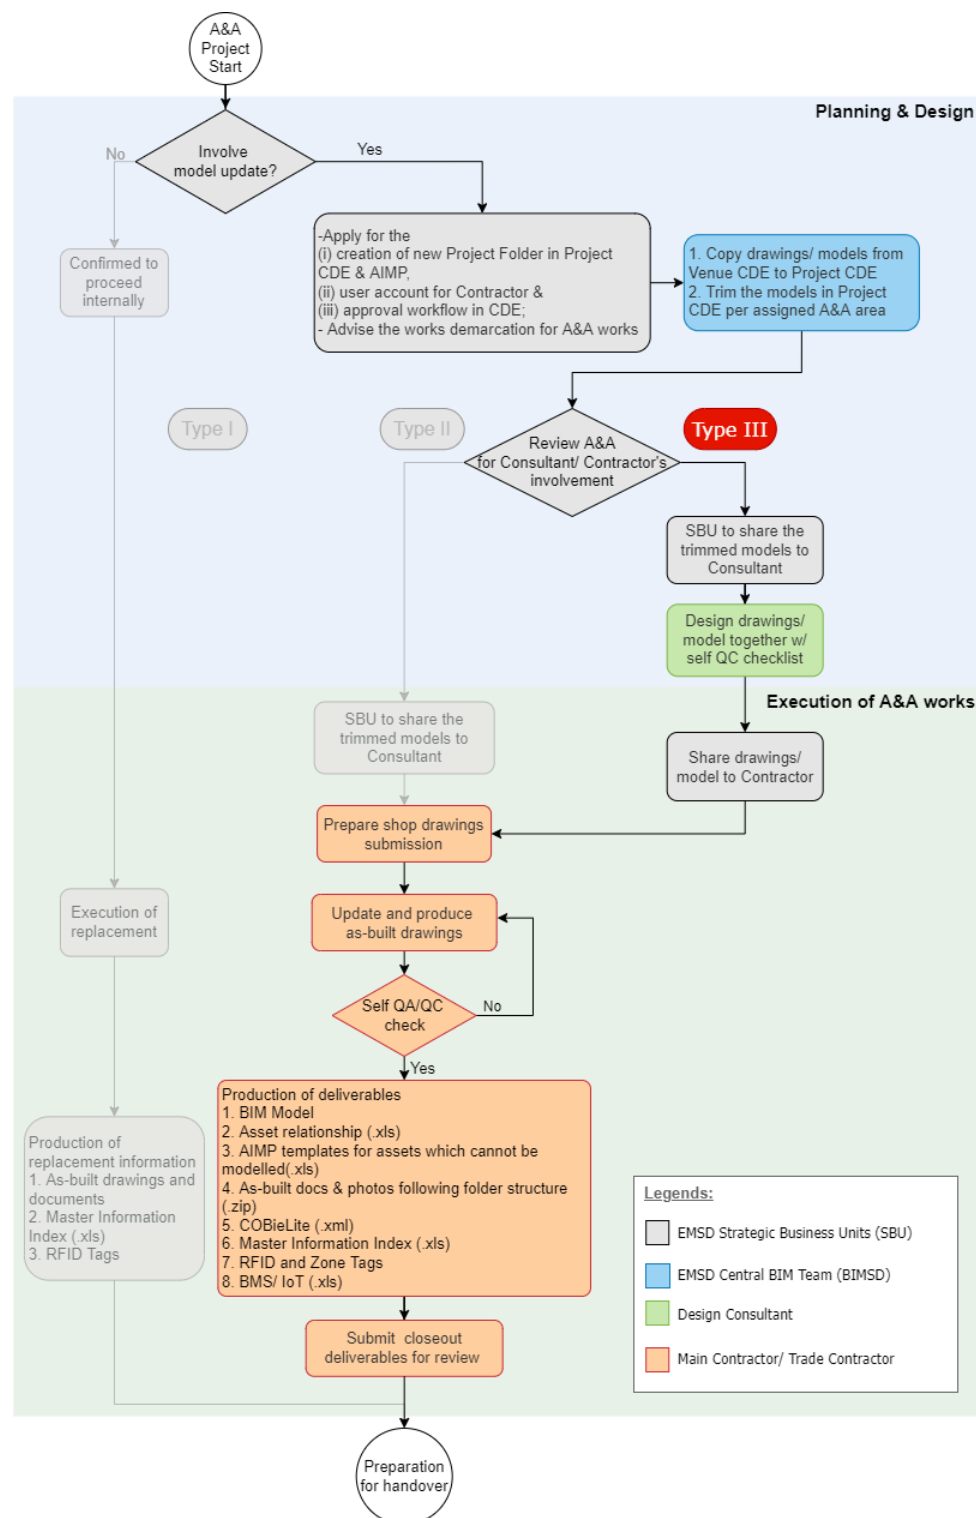 A&A
Project
Start
Planning & Design
Involve
model update?
No
Yes
Confirmed to
proceed
internally
-Apply for the
(i) creation of new Project Folder in Project
CDE & AIMP,
(ii) user account for Contractor &
(iii) approval workflow in CDE;
- Advise the works demarcation for A&A works
1. Copy drawings/ models from
Venue CDE to Project CDE
2. Trim the models in Project
CDE per assigned A&A area
Type I
Type II
Type III
Review A&A
for Consultant/ Contractor's
involvement
SBU to share the
trimmed models to
Consultant
Design drawings/
model together w/
self QC checklist
Execution of A&A works
SBU to share the
trimmed models to
Consultant
Share drawings/
model to Contractor
Prepare shop drawings
submission
Execution of
replacement
Update and produce
as-built drawings
Self QA/QC
check
No
Yes
Production of
replacement information
1. As-built drawings and
documents
2. Master Information
Index (.xls)
3. RFID Tags
Production of deliverables
1. BIM Model
2. Asset relationship (.xls)
3. AIMP templates for assets which cannot be
modelled(.xls)
4. As-built docs & photos following folder structure
(.zip)
5. COBieLite (.xml)
6. Master Information Index (.xls)
7. RFID and Zone Tags
8. BMS/ IoT (.xls)
Submit closeout
deliverables for review
Legends:
EMSD Strategic Business Units (SBU)
EMSD Central BIM Team (BIMSD)
Design Consultant
Main Contractor/ Trade Contractor
Preparation
for handover